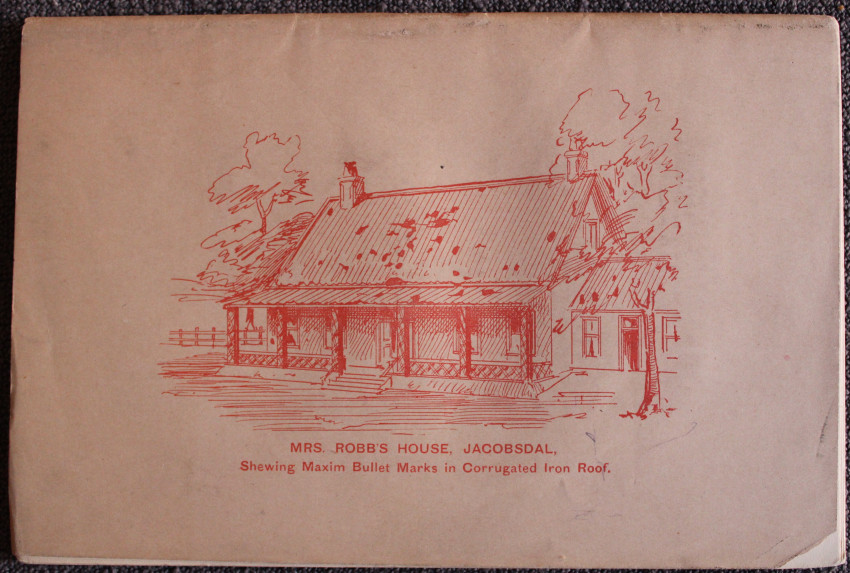 MRS. ROBB'S HOUSE, JACOBSDAL,
Shewing Maxim Bullet Marks in Corrugated Iron Roof.